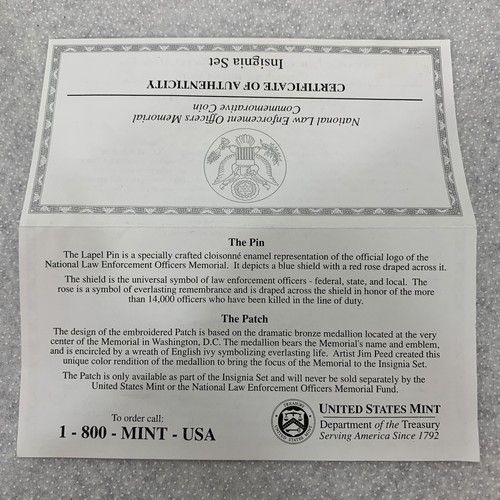 National Law Enforcement Officers Memorial
Commemorative Coin
CERTIFICATE OF AUTHENTICITY
Insignia Set
The Pin
The Lapel Pin is a specially crafted cloisonné enamel representation of the official logo of the
National Law Enforcement Officers Memorial. It depicts a blue shield with a red rose draped across it.
The shield is the universal symbol of law enforcement officers - federal, state, and local. The
rose is a symbol of everlasting remembrance and is draped across the shield in honor of the more
than 14,000 officers who have been killed in the line of duty.
The Patch
The design of the embroidered Patch is based on the dramatic bronze medallion located at the very
center of the Memorial in Washington, D.C. The medallion bears the Memorial's name and emblem,
and is encircled by a wreath of English ivy symbolizing everlasting life. Artist Jim Peed created this
unique color rendition of the medallion to bring the focus of the Memorial to the Insignia Set.
The Patch is only available as part of the Insignia Set and will never be sold separately by the
United States Mint or the National Law Enforcement Officers Memorial Fund.
To order call:
1 - 800 - MINT - USA
UNITED STATES MINT
Department of the Treasury
Serving America Since 1792